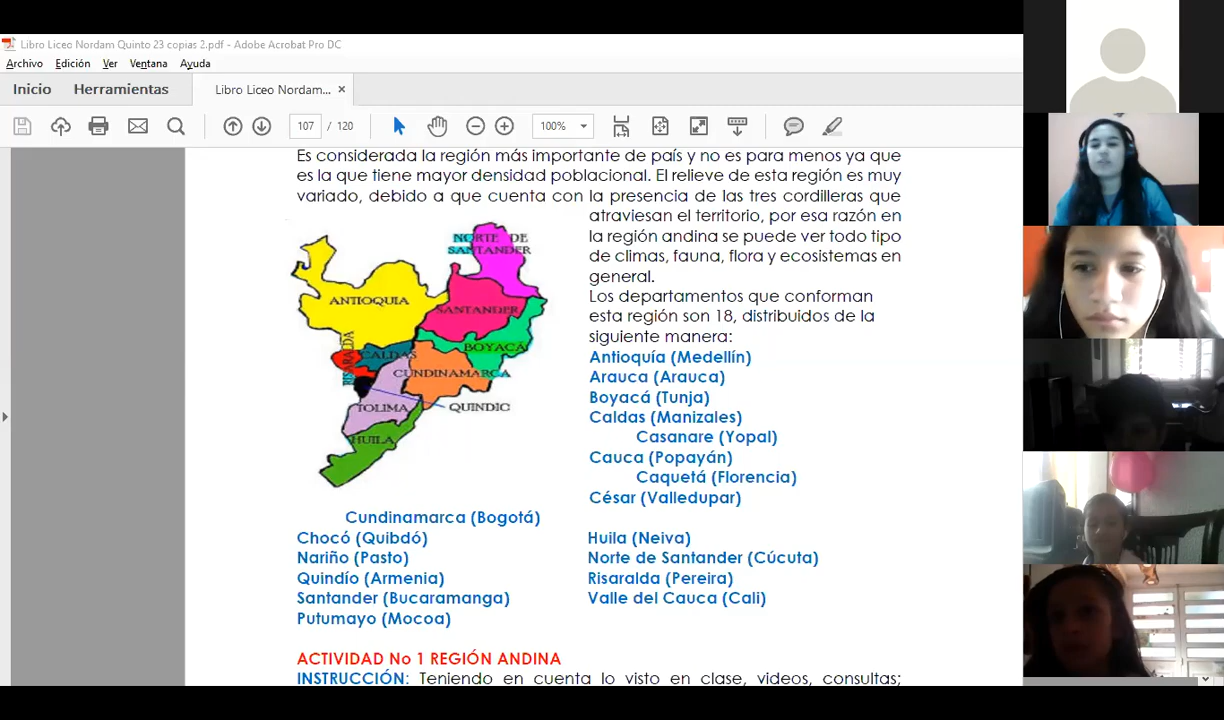 Libro Liceo Nordam Quinto 23 copias 2.pdf - Adobe Acrobat Pro DC
Archivo Edición Ver Ventana Ayuda
Inicio Herramientas Libro Liceo Nordam... ×
107 / 120 100%
Es considerada la región más importante de país y no es para menos ya que
es la que tiene mayor densidad poblacional. El relieve de esta región es muy
variado, debido a que cuenta con la presencia de las tres cordilleras que
atraviesan el territorio, por esa razón en
la región andina se puede ver todo tipo
de climas, fauna, flora y ecosistemas en
general.
Los departamentos que conforman
esta región son 18, distribuidos de la
siguiente manera:
NORTE DE
SANTANDER
ANTIOQUIA
SANTANDER
RISARALDA
CALDAS
BOYACÁ
CUNDINAMARCA
TOLIMA
QUINDIC
HUILA
Antioquía (Medellín)
Arauca (Arauca)
Boyacá (Tunja)
Caldas (Manizales)
Casanare (Yopal)
Cauca (Popayán)
Caquetá (Florencia)
César (Valledupar)
Cundinamarca (Bogotá)
Chocó (Quibdó) Huila (Neiva)
Nariño (Pasto) Norte de Santander (Cúcuta)
Quindío (Armenia) Risaralda (Pereira)
Santander (Bucaramanga) Valle del Cauca (Cali)
Putumayo (Mocoa)
ACTIVIDAD No 1 REGIÓN ANDINA
INSTRUCCIÓN: Teniendo en cuenta lo visto en clase, videos, consultas;